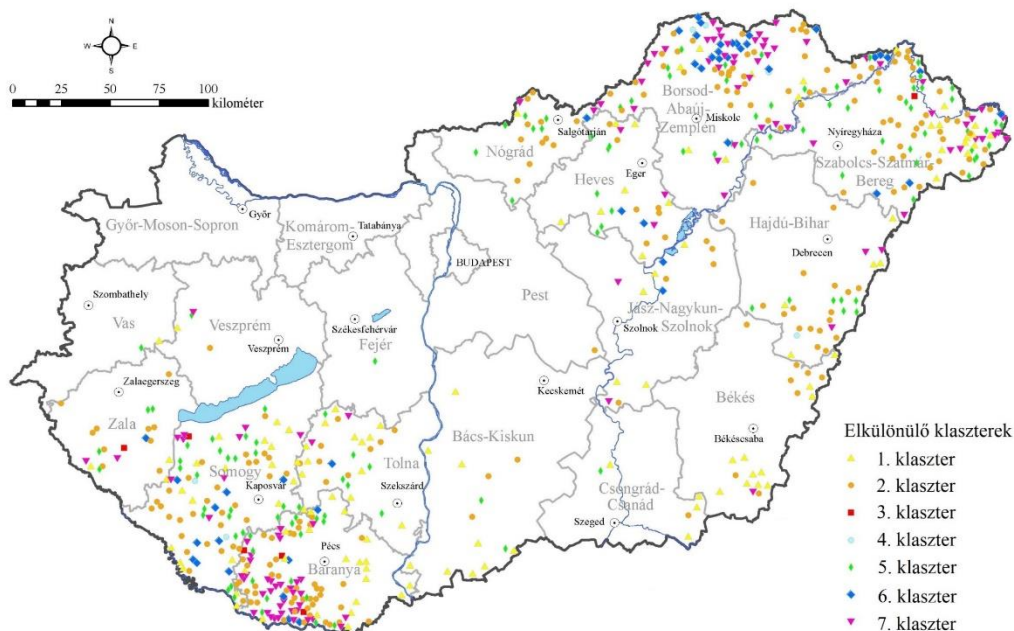 N
W E
S
0 25 50 75 100
kilométer
Borsod-
Abaúj-
Zemplén
Miskolc
Salgótarján
Nógrád
Nyíregyháza
Szabolcs-Szatmár-
Bereg
Heves
Eger
Győr
Győr-Moson-Sopron
Komárom-
Esztergom
Tatabánya
Hajdú-Bihar
Debrecen
BUDAPEST
Pest
Szombathely
Vas
Veszprém
Veszprém
Székesfehérvár
Fejér
Jász-Nagykun-
Szolnok
Szolnok
Zalaegerszeg
Zala
Kecskemét
Békés
Békéscsaba
Bács-Kiskun
Somogy
Kaposvár
Tolna
Szekszárd
Csongrád-
Csanád
Szeged
Pécs
Baranya
Elkülönülő klaszterek
1. klaszter
2. klaszter
3. klaszter
4. klaszter
5. klaszter
6. klaszter
7. klaszter